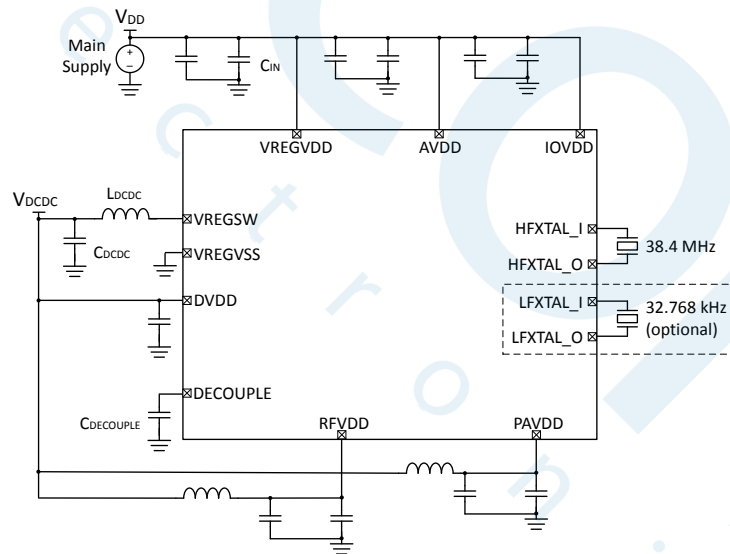 VDD
Main
Supply
+
−
CIN
VREGVDD
AVDD
IOVDD
VDCDC
LDCDC
VREGSW
CDCDC
VREGVSS
DVDD
HFXTAL_I
38.4 MHz
HFXTAL_O
LFXTAL_I
32.768 kHz
(optional)
LFXTAL_O
DECOUPLE
CDECOUPLE
RFVDD
PAVDD
e
c
t
r
o
n
i